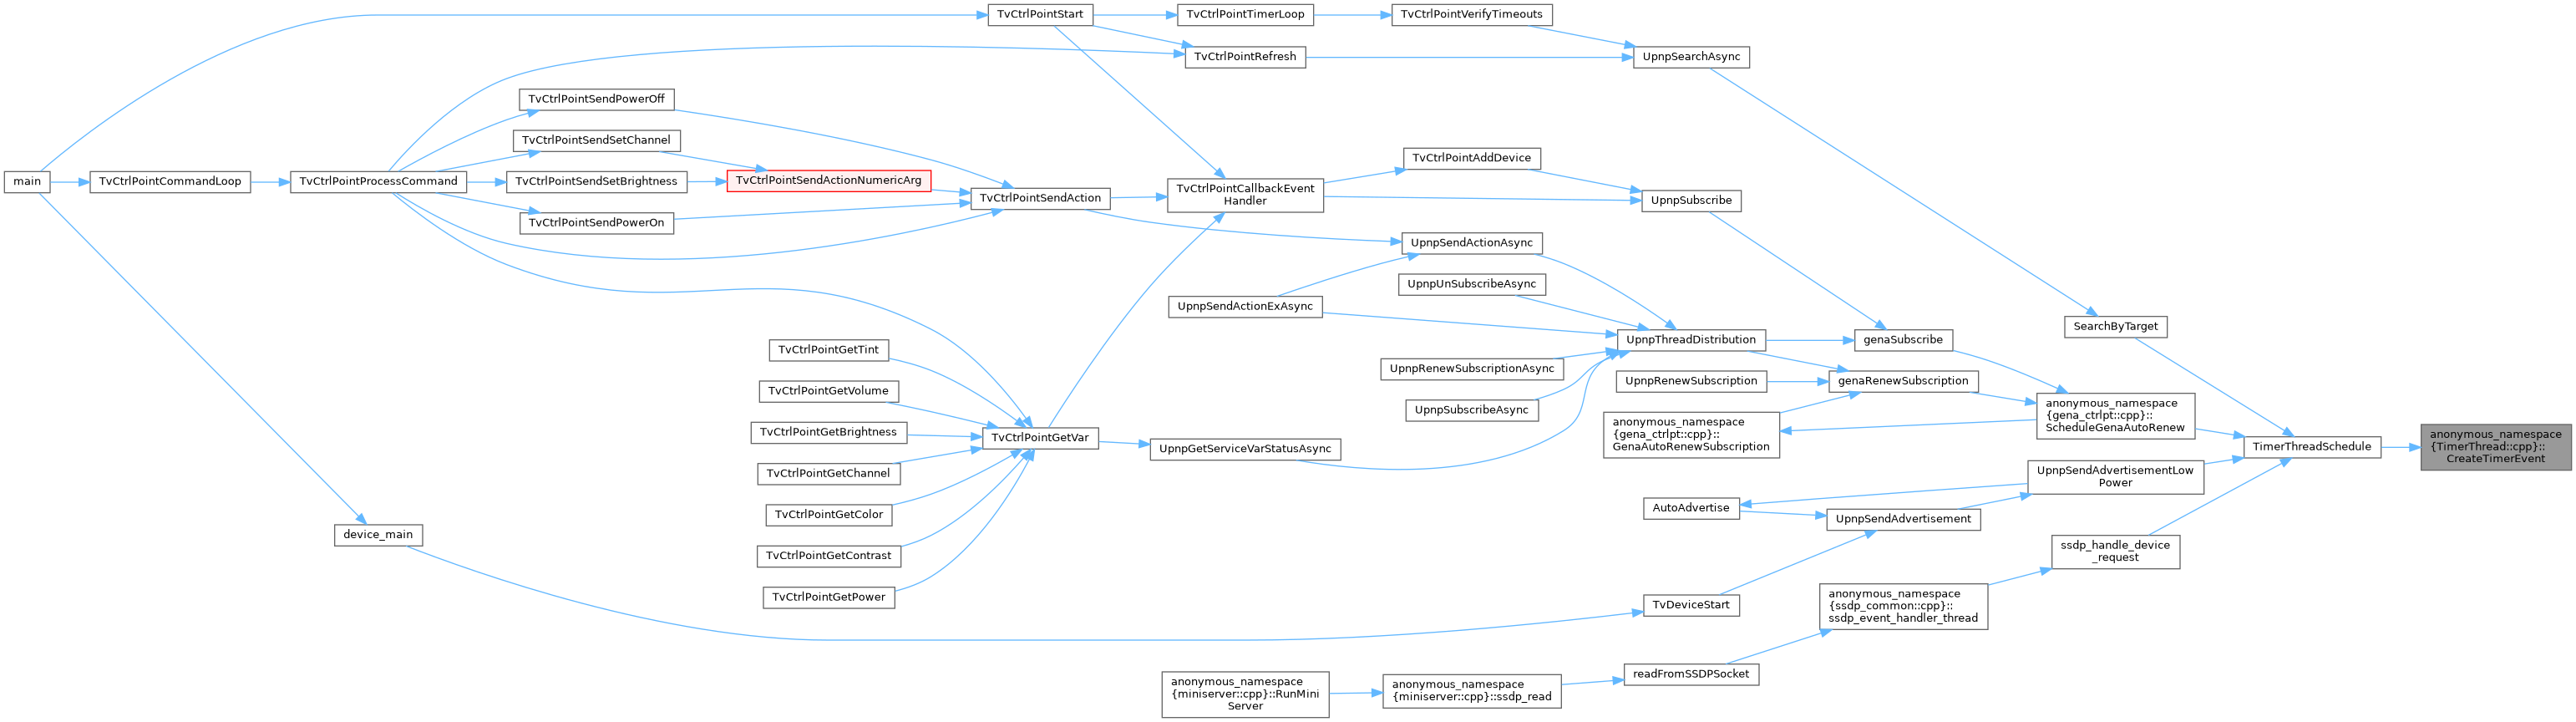 main
TvCtrlPointCommandLoop
TvCtrlPointProcessCommand
device_main
TvCtrlPointSendPowerOff
TvCtrlPointSendSetChannel
TvCtrlPointSendSetBrightness
TvCtrlPointSendPowerOn
TvCtrlPointSendActionNumericArg
TvCtrlPointGetTint
TvCtrlPointGetVolume
TvCtrlPointGetBrightness
TvCtrlPointGetChannel
TvCtrlPointGetColor
TvCtrlPointGetContrast
TvCtrlPointGetPower
TvCtrlPointStart
TvCtrlPointSendAction
TvCtrlPointGetVar
TvCtrlPointTimerLoop
TvCtrlPointRefresh
TvCtrlPointCallbackEvent
Handler
UpnpSendActionExAsync
UpnpGetServiceVarStatusAsync
anonymous_namespace
{miniserver::cpp}::RunMini
Server
TvCtrlPointVerifyTimeouts
TvCtrlPointAddDevice
UpnpSendActionAsync
UpnpUnSubscribeAsync
UpnpRenewSubscriptionAsync
UpnpSubscribeAsync
anonymous_namespace
{miniserver::cpp}::ssdp_read
UpnpSearchAsync
UpnpSubscribe
UpnpThreadDistribution
UpnpRenewSubscription
anonymous_namespace
{gena_ctrlpt::cpp}::
GenaAutoRenewSubscription
AutoAdvertise
TvDeviceStart
readFromSSDPSocket
genaSubscribe
genaRenewSubscription
UpnpSendAdvertisement
anonymous_namespace
{ssdp_common::cpp}::
ssdp_event_handler_thread
SearchByTarget
anonymous_namespace
{gena_ctrlpt::cpp}::
ScheduleGenaAutoRenew
UpnpSendAdvertisementLow
Power
ssdp_handle_device
_request
TimerThreadSchedule
anonymous_namespace
{TimerThread::cpp}::
CreateTimerEvent